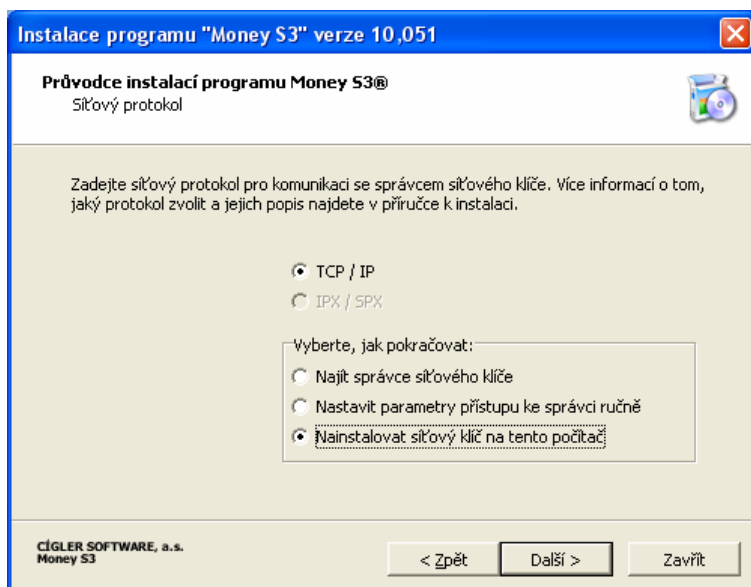 Instalace programu "Money S3" verze 10,051
Průvodce instalací programu Money S3®
Síťový protokol
Zadejte síťový protokol pro komunikaci se správcem síťového klíče. Více informací o tom,
jaký protokol zvolit a jejich popis najdete v příručce k instalaci.
TCP / IP
IPX / SPX
Vyberte, jak pokračovat:
Najít správce síťového klíče
Nastavit parametry přístupu ke správci ručně
Nainstalovat síťový klíč na tento počítač
CÍGLER SOFTWARE, a.s.
Money S3
< Zpět
Další >
Zavřít